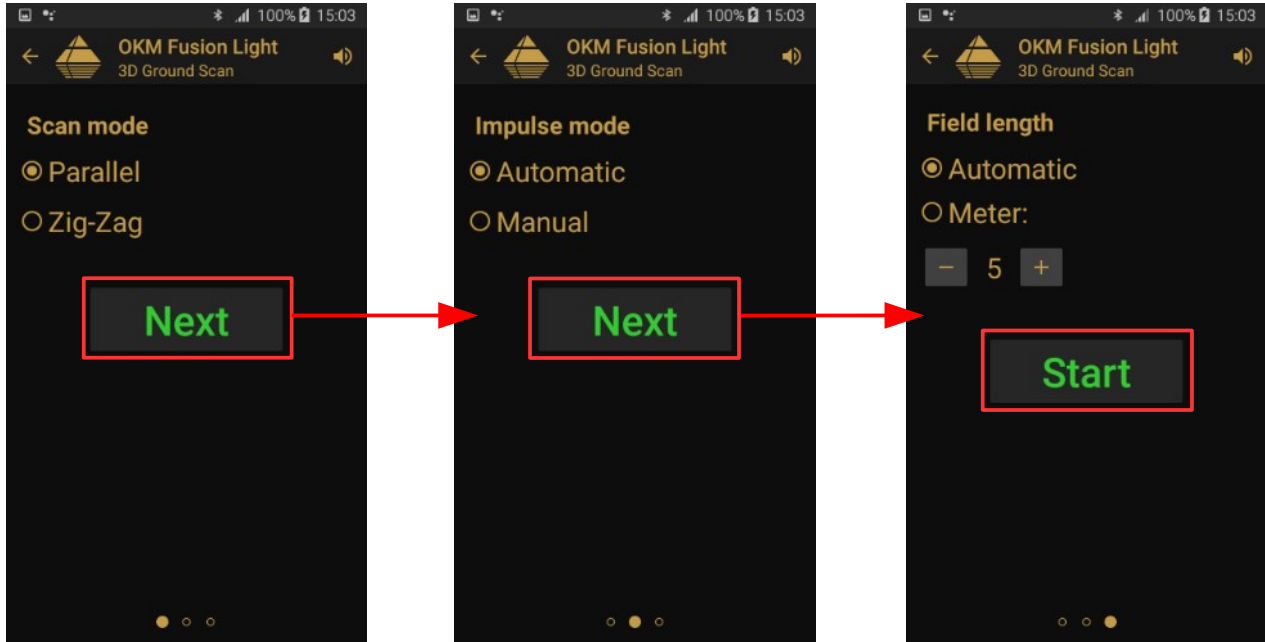 100% 15:03
OKM Fusion Light
3D Ground Scan
Scan mode
Parallel
Zig-Zag
Next
100% 15:03
OKM Fusion Light
3D Ground Scan
Impulse mode
Automatic
Manual
Next
100% 15:03
OKM Fusion Light
3D Ground Scan
Field length
Automatic
Meter:
− 5 +
Start